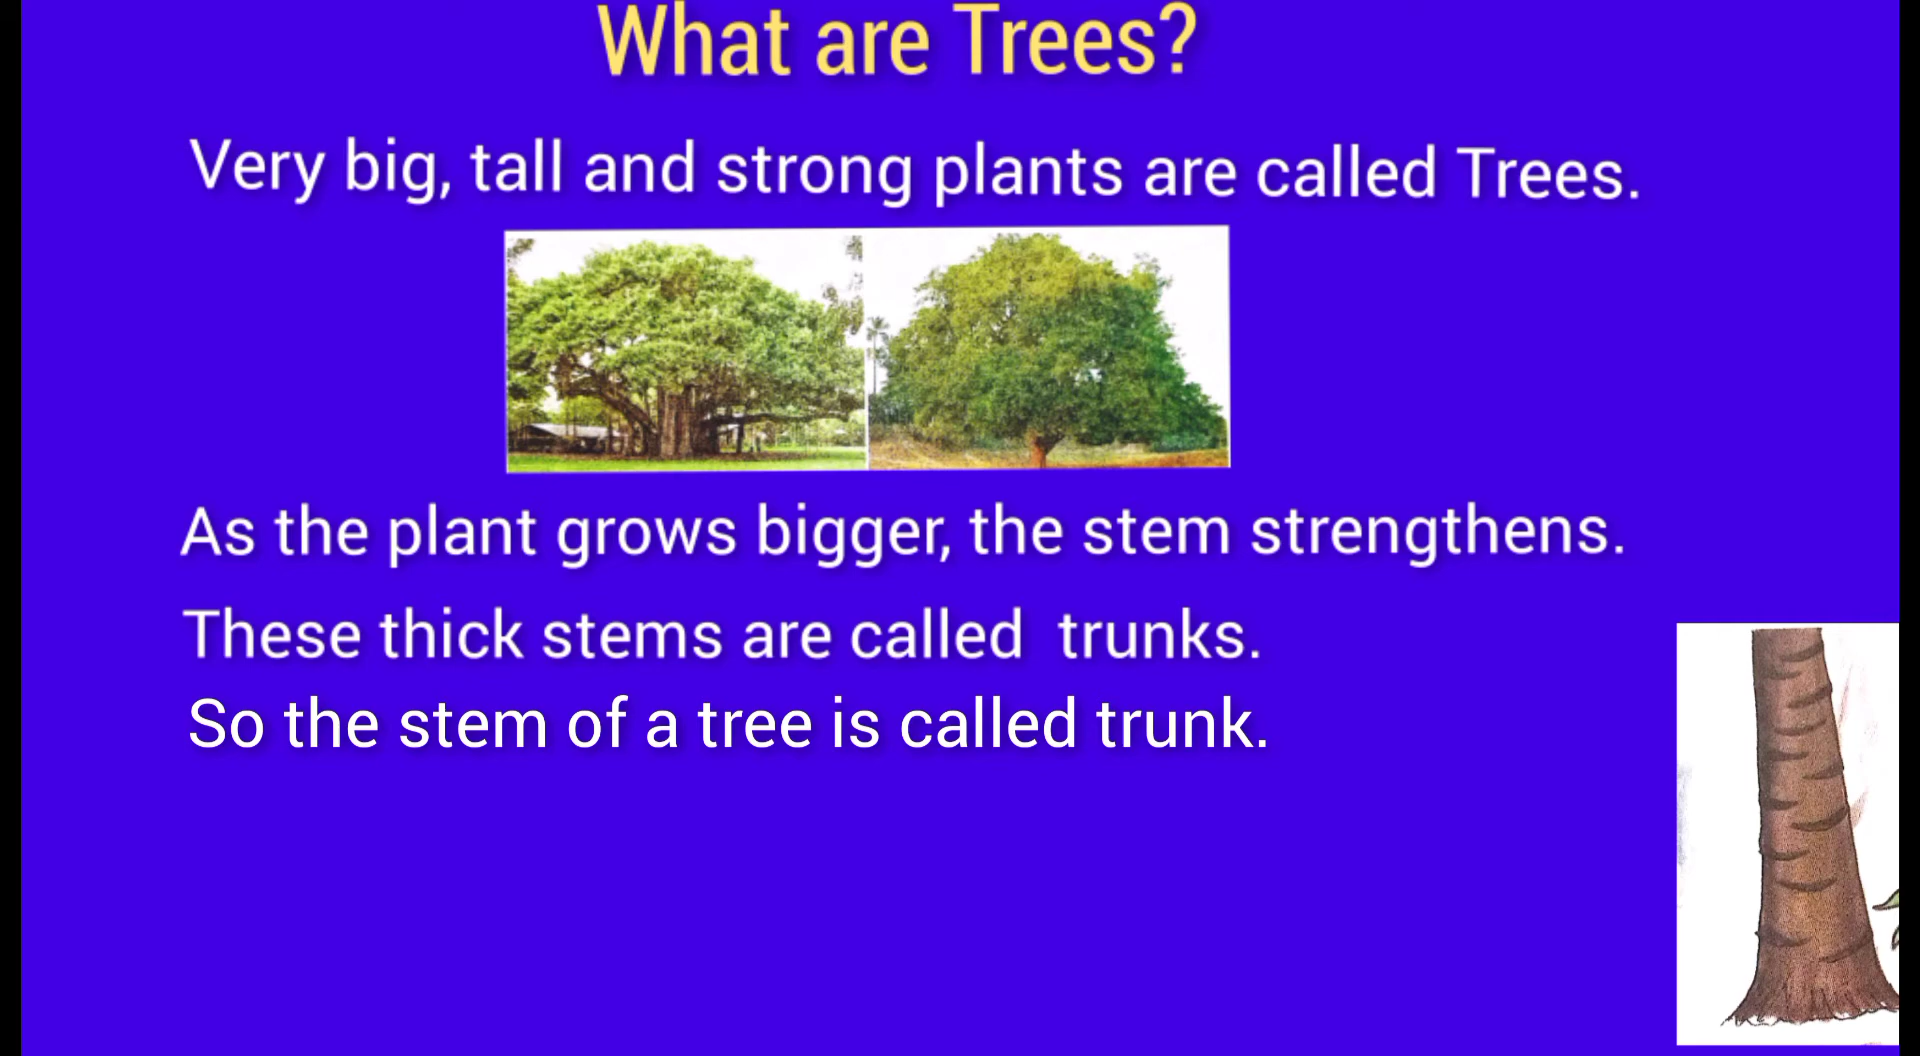 What are Trees?
Very big, tall and strong plants are called Trees.
As the plant grows bigger, the stem strengthens.
These thick stems are called trunks.
So the stem of a tree is called trunk.